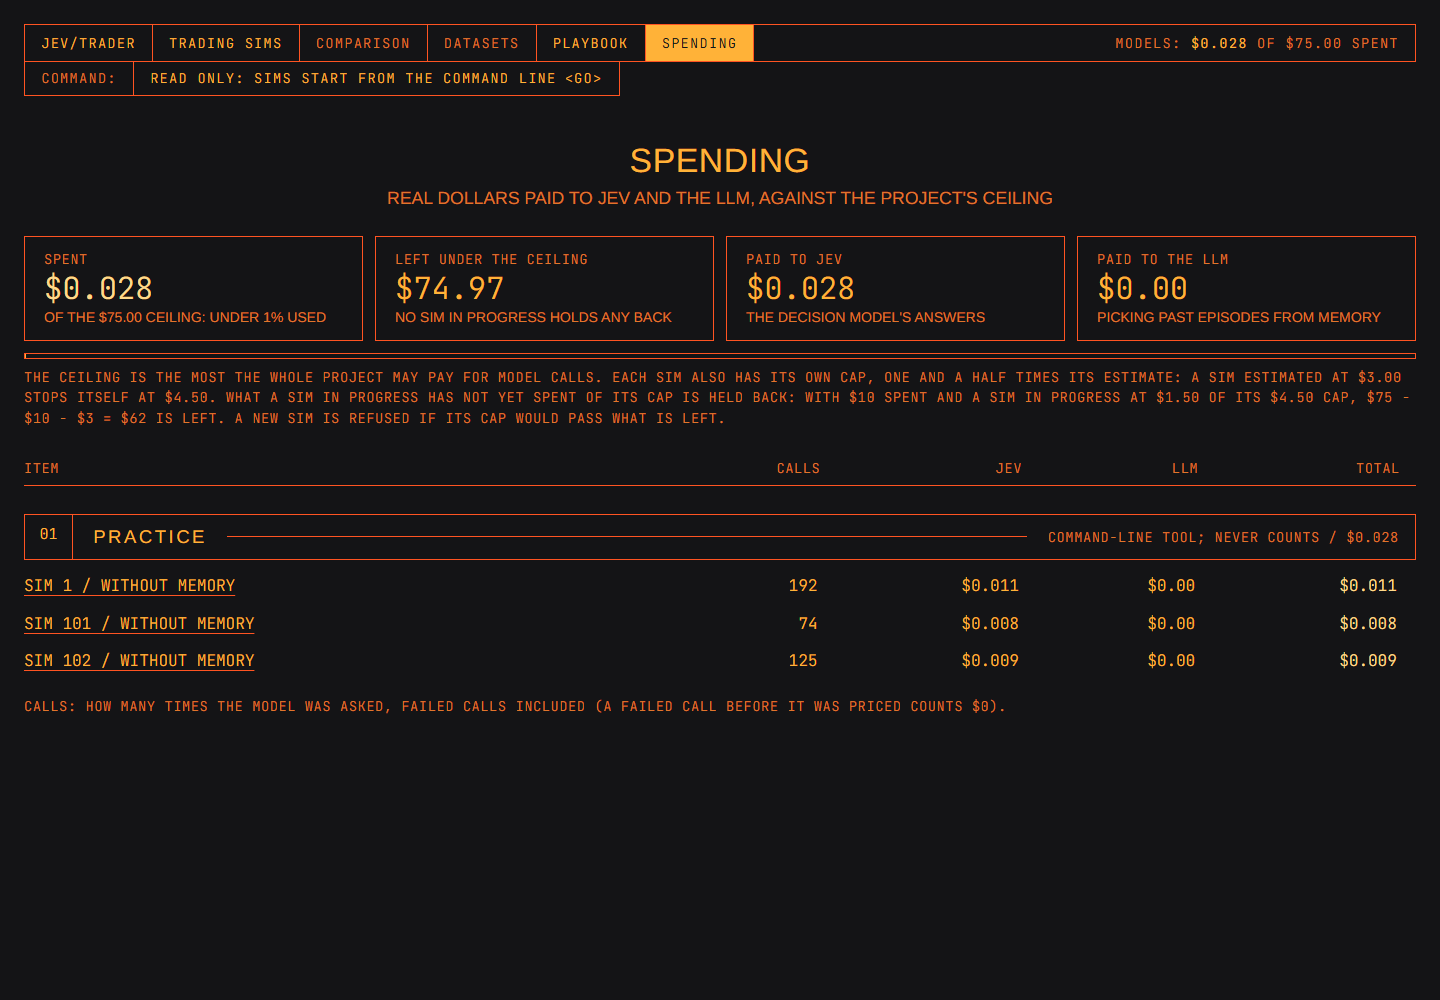 JEV/TRADER TRADING SIMS COMPARISON DATASETS PLAYBOOK SPENDING MODELS: $0.028 OF $75.00 SPENT
COMMAND: READ ONLY: SIMS START FROM THE COMMAND LINE <GO>
SPENDING
REAL DOLLARS PAID TO JEV AND THE LLM, AGAINST THE PROJECT'S CEILING
SPENT
$0.028
OF THE $75.00 CEILING: UNDER 1% USED
LEFT UNDER THE CEILING
$74.97
NO SIM IN PROGRESS HOLDS ANY BACK
PAID TO JEV
$0.028
THE DECISION MODEL'S ANSWERS
PAID TO THE LLM
$0.00
PICKING PAST EPISODES FROM MEMORY
THE CEILING IS THE MOST THE WHOLE PROJECT MAY PAY FOR MODEL CALLS. EACH SIM ALSO HAS ITS OWN CAP, ONE AND A HALF TIMES ITS ESTIMATE: A SIM ESTIMATED AT $3.00
STOPS ITSELF AT $4.50. WHAT A SIM IN PROGRESS HAS NOT YET SPENT OF ITS CAP IS HELD BACK: WITH $10 SPENT AND A SIM IN PROGRESS AT $1.50 OF ITS $4.50 CAP, $75 -
$10 - $3 = $62 IS LEFT. A NEW SIM IS REFUSED IF ITS CAP WOULD PASS WHAT IS LEFT.
ITEM CALLS JEV LLM TOTAL
01 PRACTICE COMMAND-LINE TOOL; NEVER COUNTS / $0.028
SIM 1 / WITHOUT MEMORY 192 $0.011 $0.00 $0.011
SIM 101 / WITHOUT MEMORY 74 $0.008 $0.00 $0.008
SIM 102 / WITHOUT MEMORY 125 $0.009 $0.00 $0.009
CALLS: HOW MANY TIMES THE MODEL WAS ASKED, FAILED CALLS INCLUDED (A FAILED CALL BEFORE IT WAS PRICED COUNTS $0).